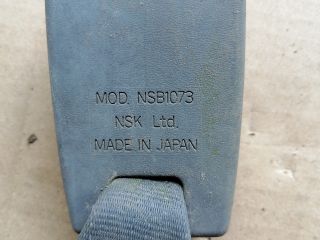 MOD. NSB1073
NSK Ltd.
MADE IN JAPAN